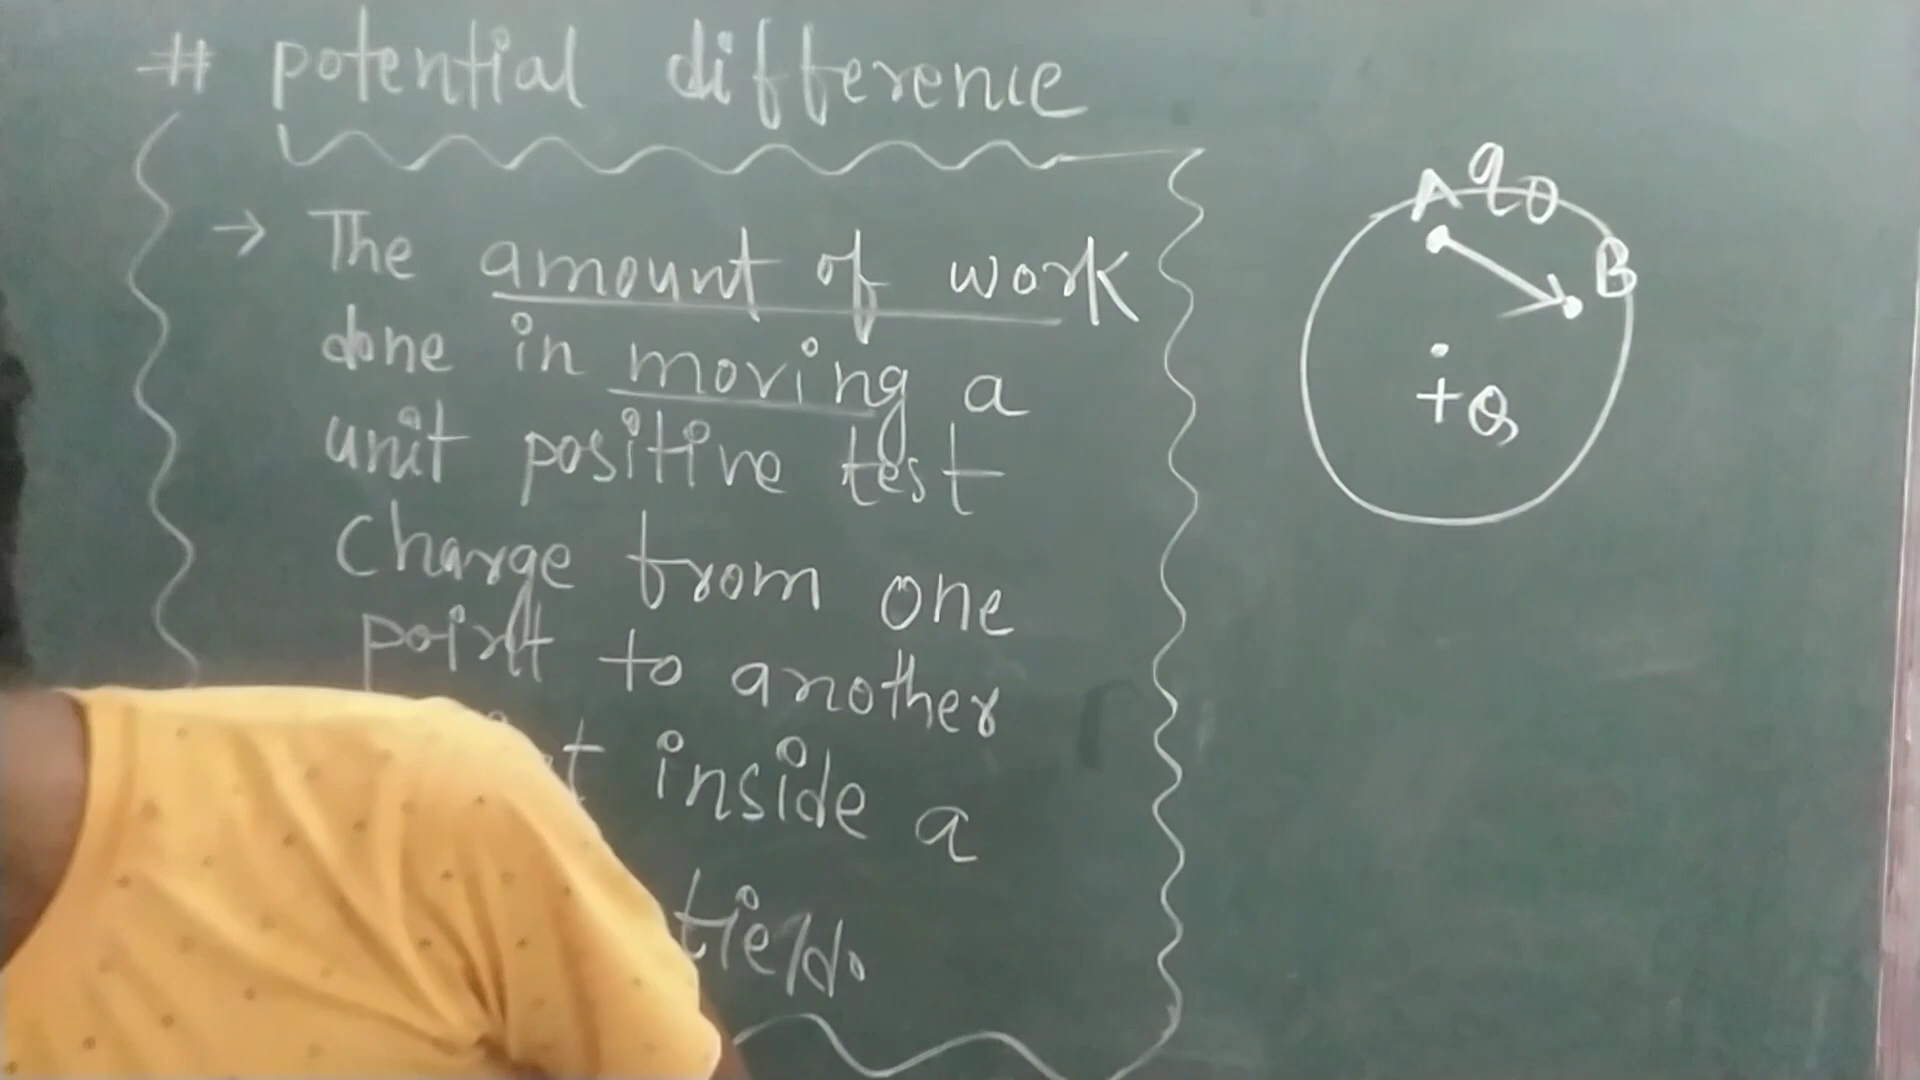 # potential difference
→ The amount of work
done in moving a
unit positive test
charge from one
point to another
inside a
field.
A q0
B
+Q